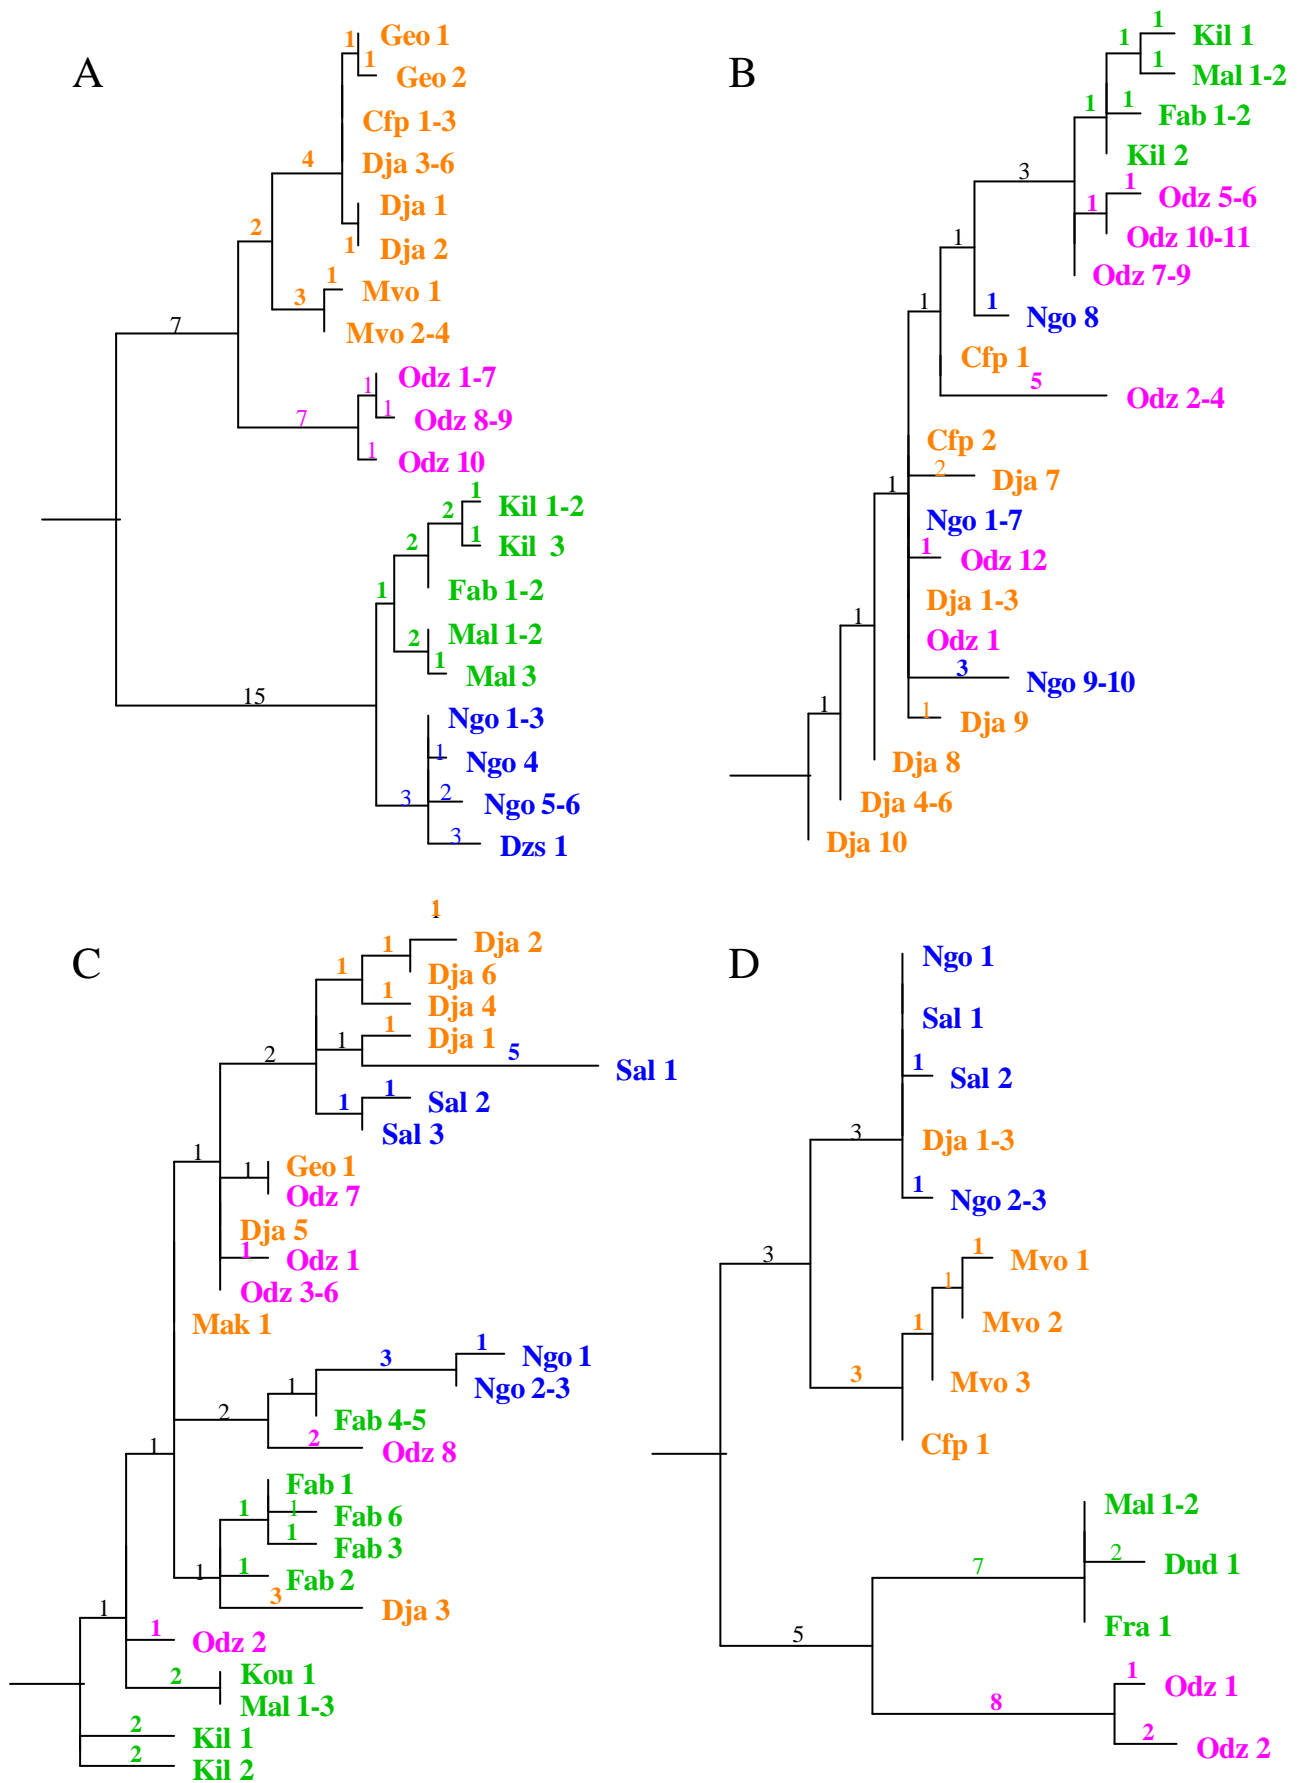 A
1 Geo 1
1 Geo 2
Cfp 1-3
4 Dja 3-6
Dja 1
2
1 Dja 2
1 Mvo 1
3
Mvo 2-4
7
1 Odz 1-7
7 1 Odz 8-9
1 Odz 10
1 Kil 1-2
2
2 1 Kil 3
1 Fab 1-2
2 Mal 1-2
1 Mal 3
15
Ngo 1-3
1 Ngo 4
3 2 Ngo 5-6
3 Dzs 1
B
1 Kil 1
1
1 Mal 1-2
1 1 Fab 1-2
Kil 2
3
1 Odz 5-6
1
Odz 10-11
1
Odz 7-9
1 1 Ngo 8
Cfp 1
5
Odz 2-4
Cfp 2
2 Dja 7
1
Ngo 1-7
1 Odz 12
Dja 1-3
1
Odz 1
3 Ngo 9-10
1 1 Dja 9
Dja 8
Dja 4-6
Dja 10
C
1
1 Dja 2
1 Dja 6
1 Dja 4
1 Dja 1
2 1 5
Sal 1
1 1 Sal 2
Sal 3
1
1 Geo 1
Odz 7
Dja 5
1 Odz 1
Odz 3-6
Mak 1
3 1 Ngo 1
1 Ngo 2-3
2 Fab 4-5
2 Odz 8
1
Fab 1
1 1 Fab 6
1 Fab 3
1 1 Fab 2
3 Dja 3
1
1 Odz 2
2 Kou 1
Mal 1-3
2 Kil 1
2 Kil 2
D
Ngo 1
Sal 1
1 Sal 2
3 Dja 1-3
1 Ngo 2-3
3 1 Mvo 1
1
1 Mvo 2
3 Mvo 3
Cfp 1
Mal 1-2
7 2 Dud 1
5 Fra 1
1 Odz 1
8
2 Odz 2